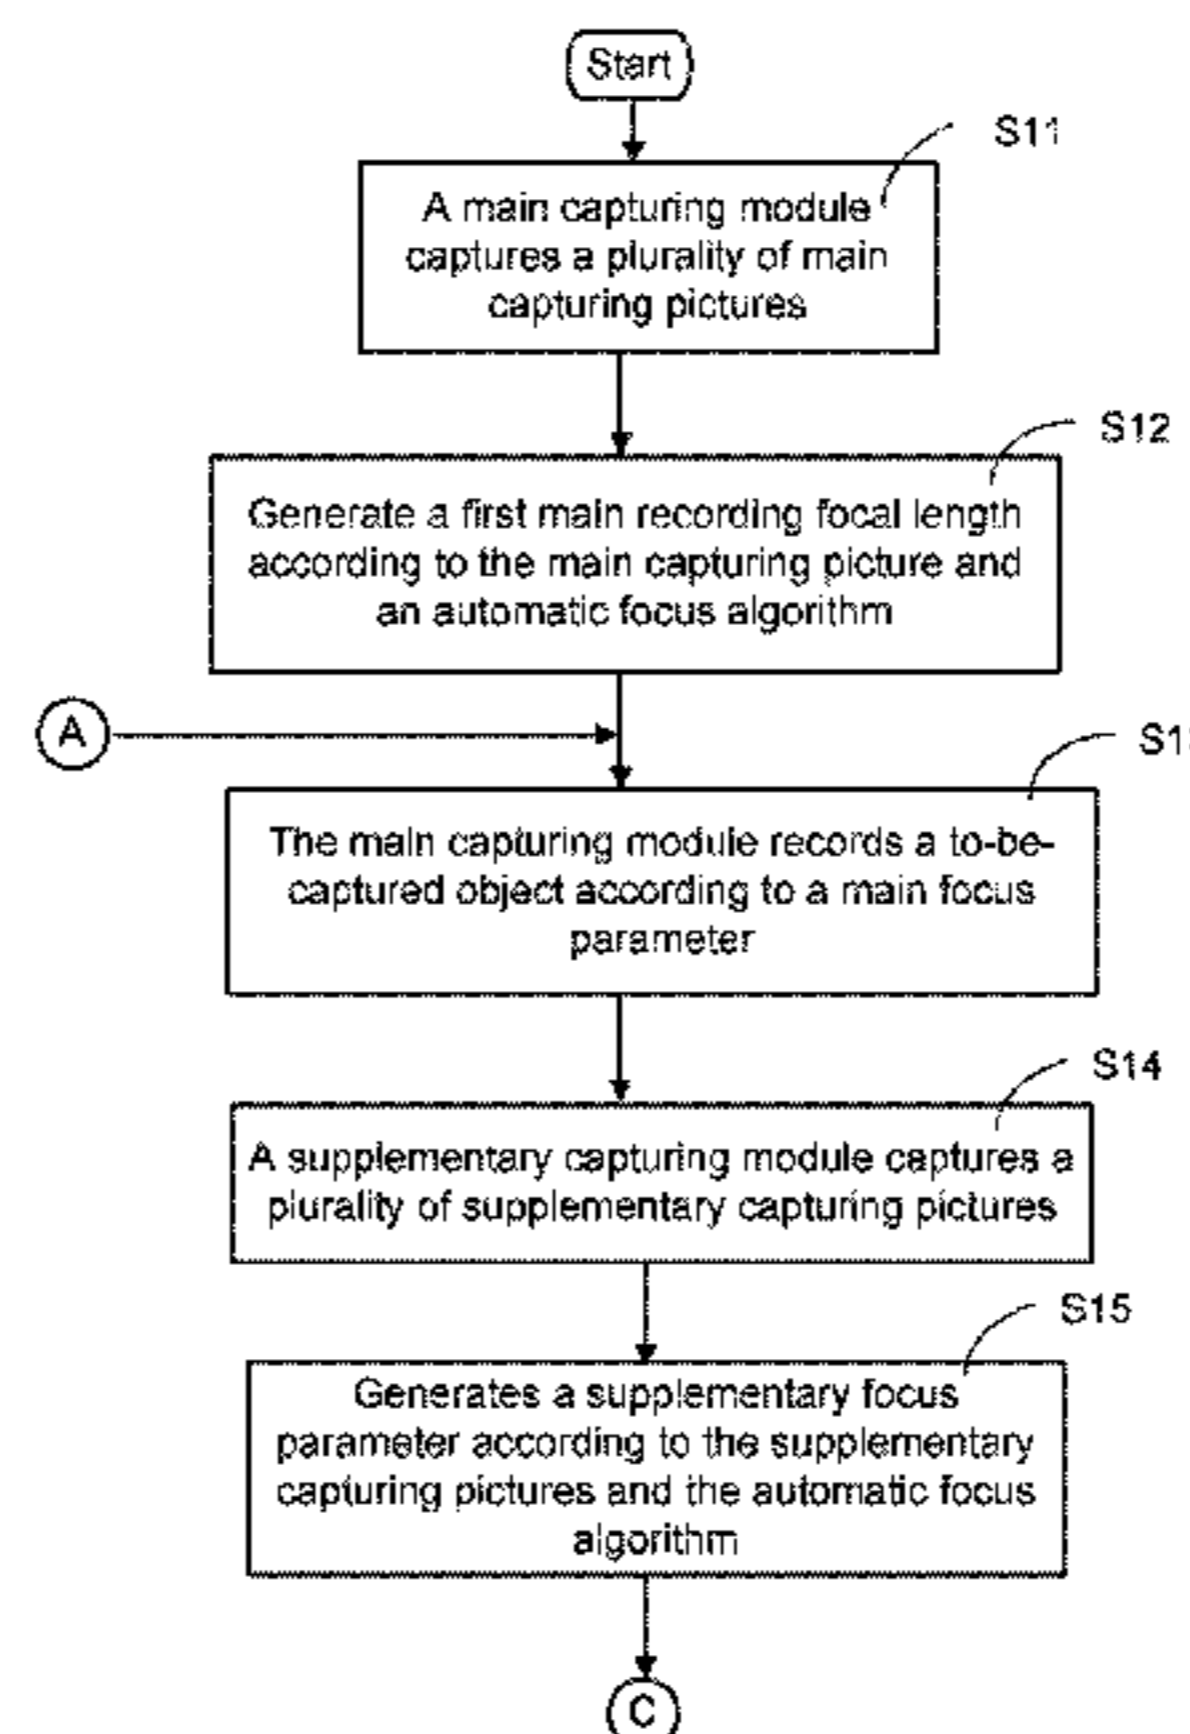 Start
S11
A main capturing module
captures a plurality of main
capturing pictures
S12
Generate a first main recording focal length
according to the main capturing picture and
an automatic focus algorithm
A
The main capturing module records a to-be-
captured object according to a main focus
parameter
S14
A supplementary capturing module captures a
plurality of supplementary capturing pictures
S15
Generates a supplementary focus
parameter according to the supplementary
capturing pictures and the automatic focus
algorithm
C